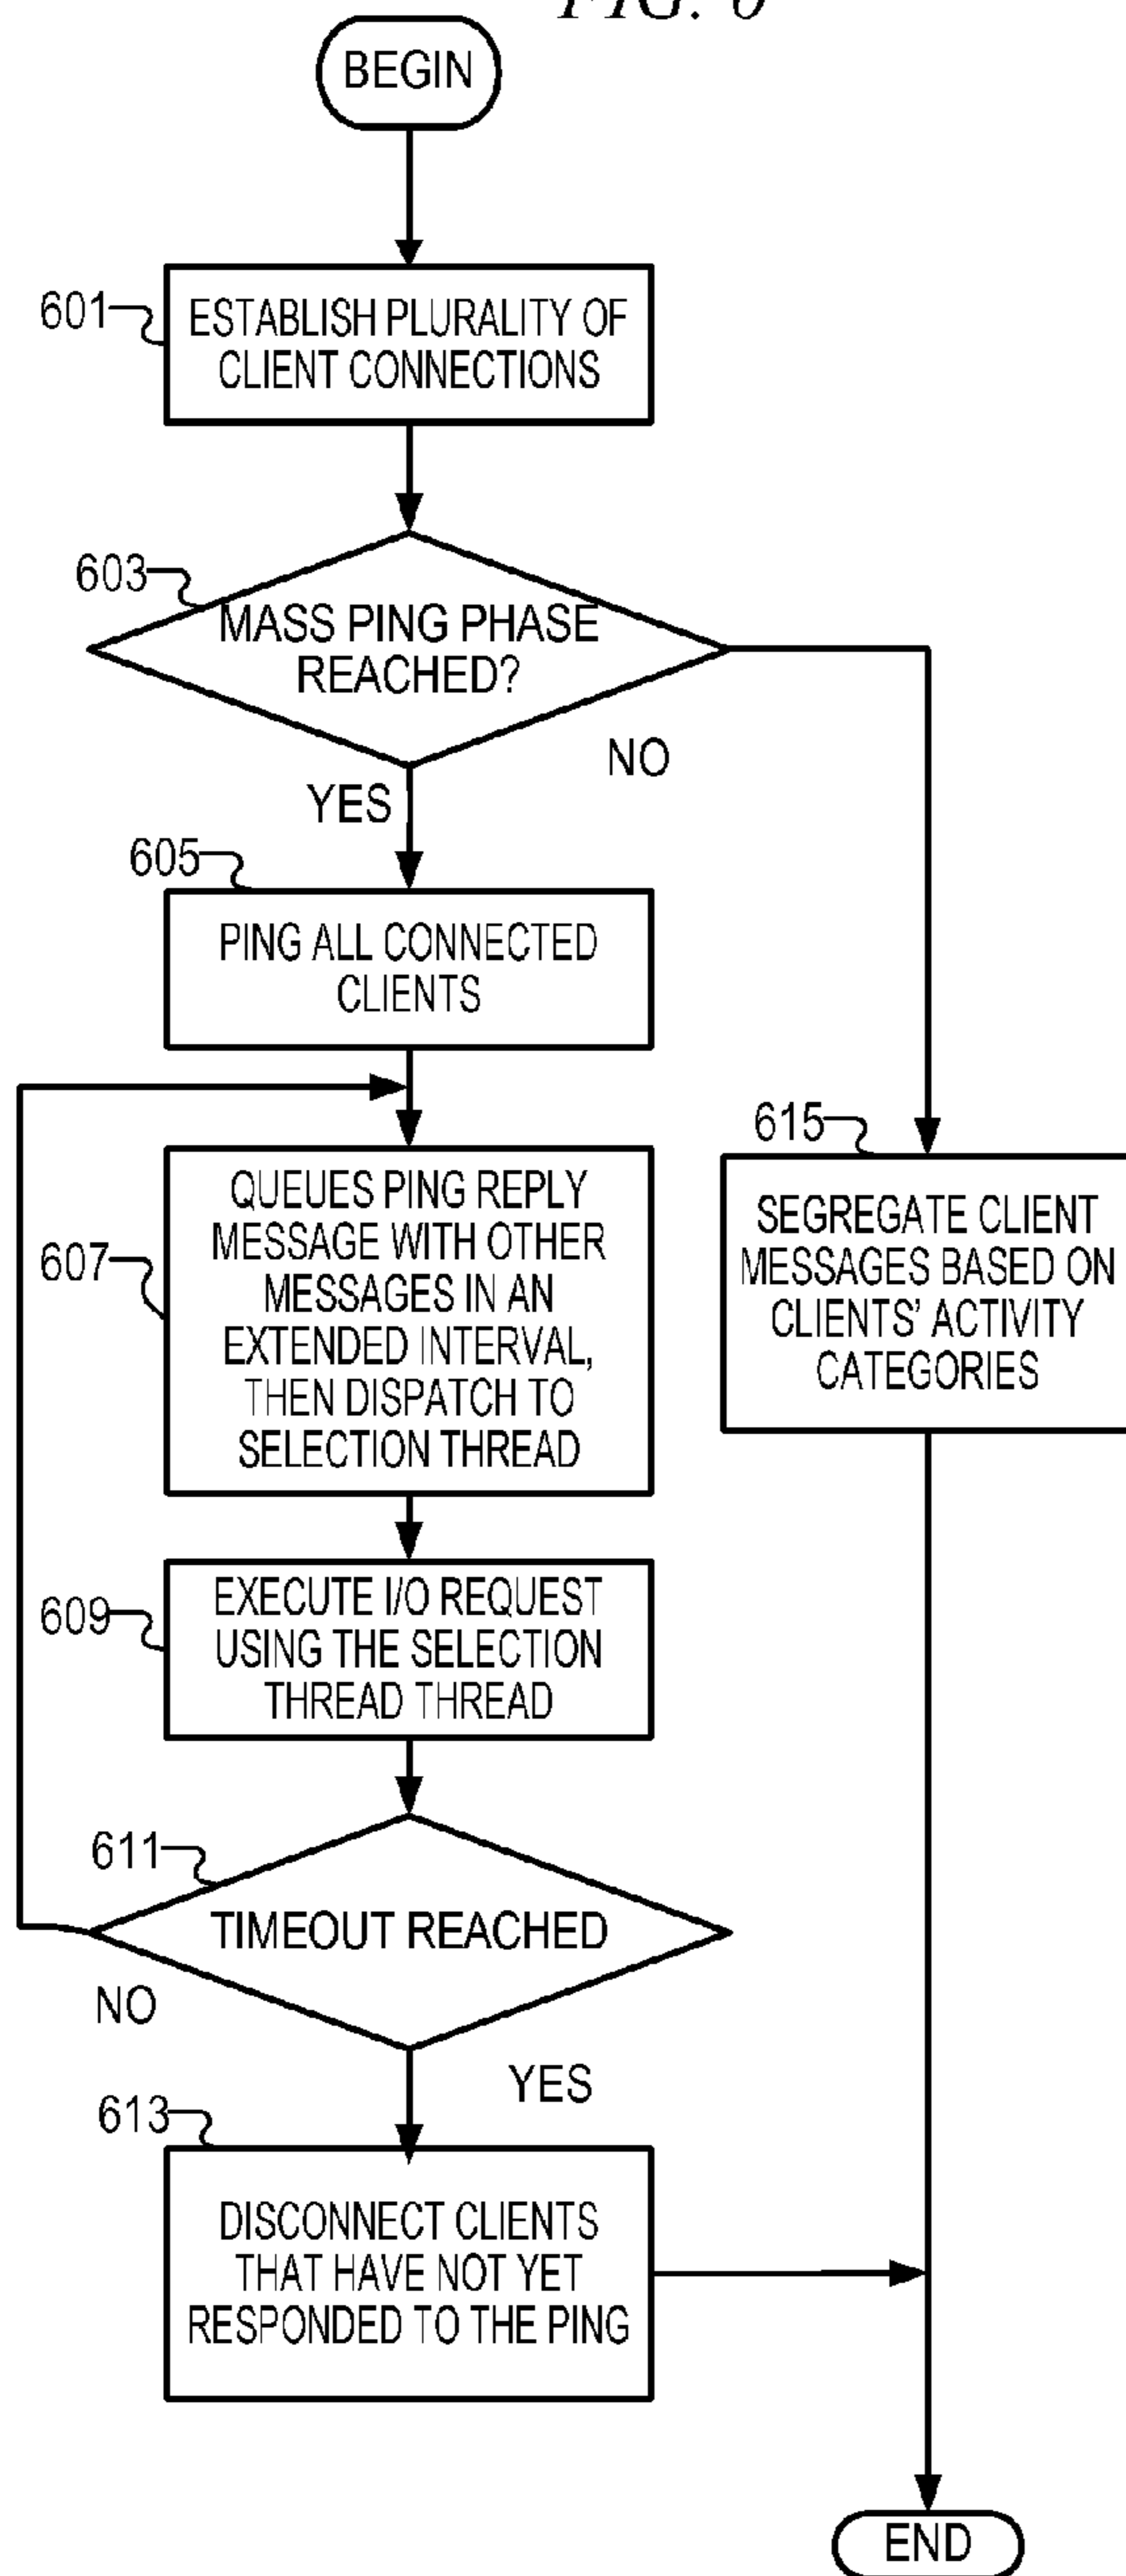 FIG. 6
BEGIN
601
ESTABLISH PLURALITY OF
CLIENT CONNECTIONS
603
MASS PING PHASE
REACHED?
NO
YES
605
PING ALL CONNECTED
CLIENTS
607
QUEUES PING REPLY
MESSAGE WITH OTHER
MESSAGES IN AN
EXTENDED INTERVAL,
THEN DISPATCH TO
SELECTION THREAD
615
SEGREGATE CLIENT
MESSAGES BASED ON
CLIENTS' ACTIVITY
CATEGORIES
609
EXECUTE I/O REQUEST
USING THE SELECTION
THREAD THREAD
611
TIMEOUT REACHED
NO
YES
613
DISCONNECT CLIENTS
THAT HAVE NOT YET
RESPONDED TO THE PING
END